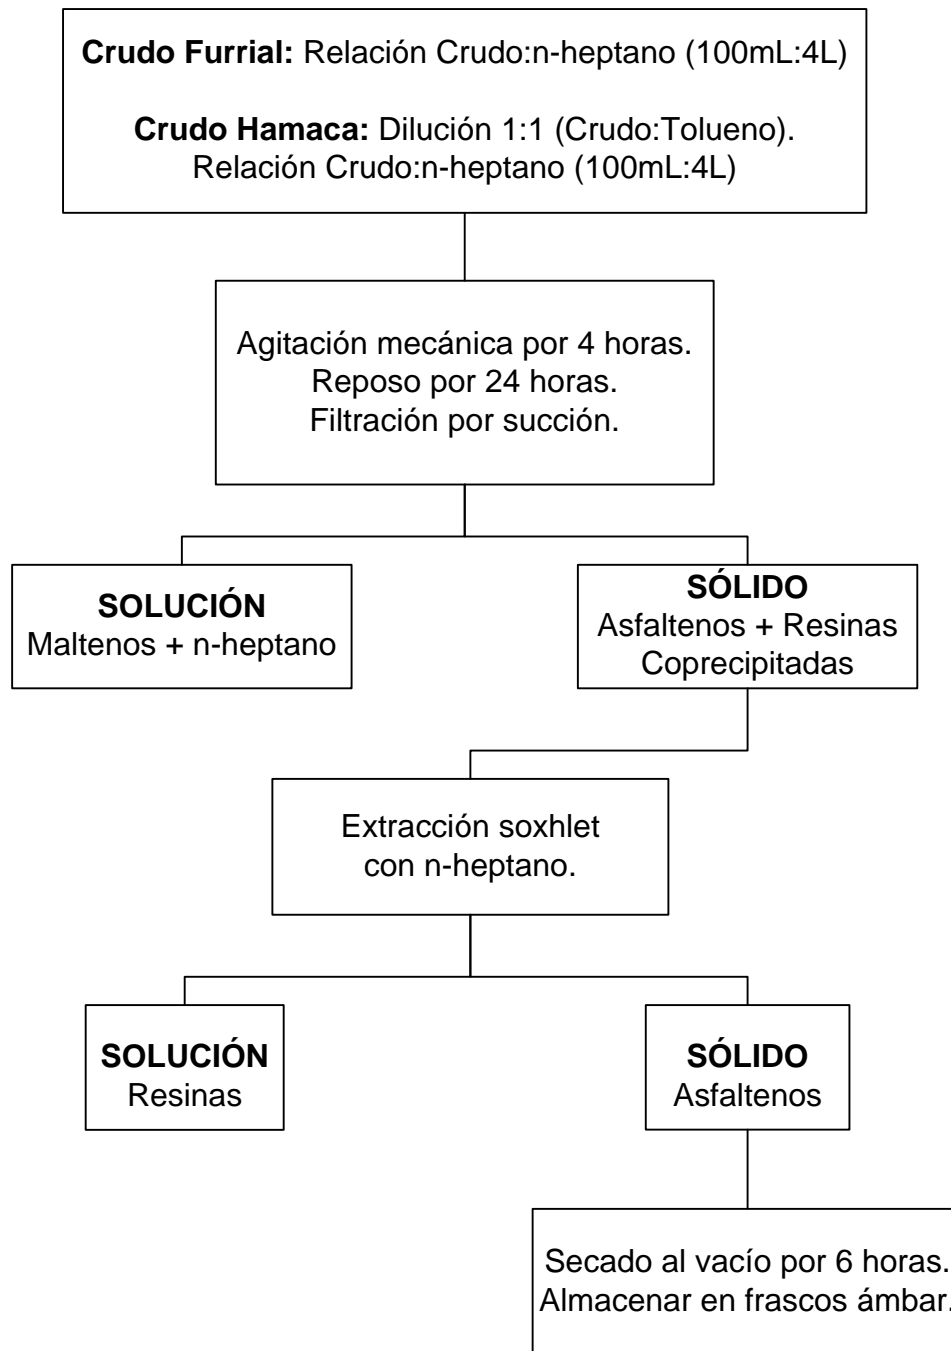 Crudo Furrial: Relación Crudo:n-heptano (100mL:4L)
Crudo Hamaca: Dilución 1:1 (Crudo:Tolueno).
Relación Crudo:n-heptano (100mL:4L)
Agitación mecánica por 4 horas.
Reposo por 24 horas.
Filtración por succión.
SOLUCIÓN
Maltenos + n-heptano
SÓLIDO
Asfaltenos + Resinas
Coprecipitadas
Extracción soxhlet
con n-heptano.
SOLUCIÓN
Resinas
SÓLIDO
Asfaltenos
Secado al vacío por 6 horas.
Almacenar en frascos ámbar.